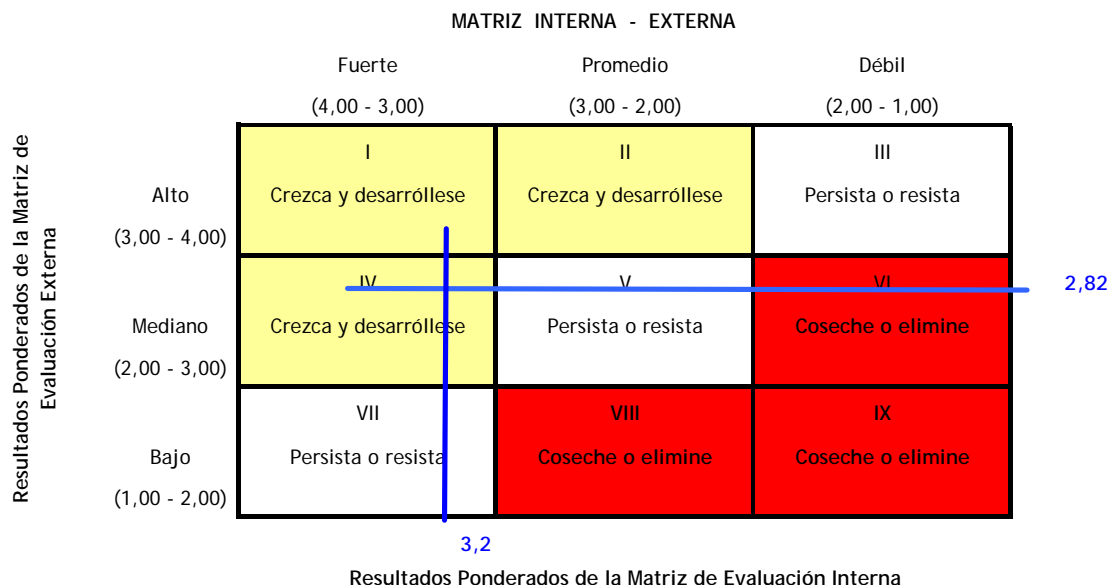 MATRIZ INTERNA - EXTERNA
Fuerte
Promedio
Débil
(4,00 - 3,00)
(3,00 - 2,00)
(2,00 - 1,00)
Resultados Ponderados de la Matriz de
Evaluación Externa
Alto
(3,00 - 4,00)
I
Crezca y desarróllese
II
Crezca y desarróllese
III
Persista o resista
Mediano
(2,00 - 3,00)
IV
Crezca y desarróllese
V
Persista o resista
VI
Coseche o elimine
2,82
Bajo
(1,00 - 2,00)
VII
Persista o resista
VIII
Coseche o elimine
IX
Coseche o elimine
3,2
Resultados Ponderados de la Matriz de Evaluación Interna